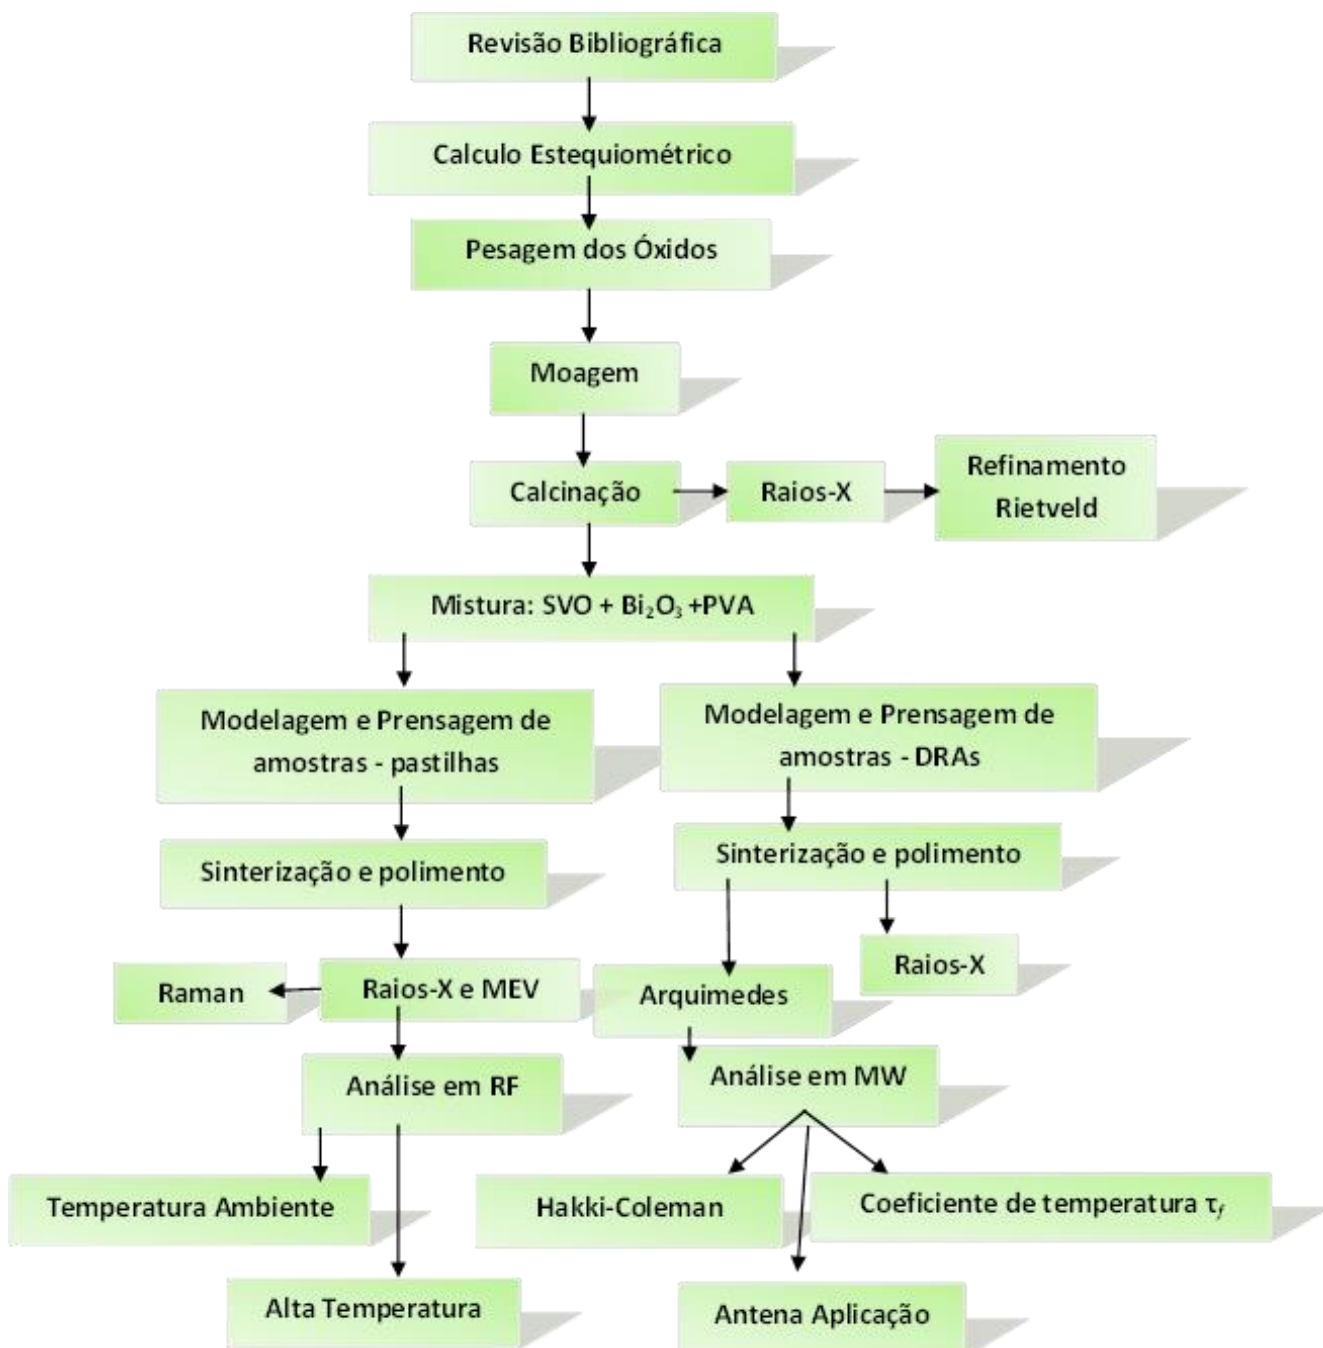 Revisão Bibliográfica
Calculo Estequiométrico
Pesagem dos Óxidos
Moagem
Calcinação
Raios-X
Refinamento
Rietveld
Mistura: SVO + Bi₂O₃ +PVA
Modelagem e Prensagem de
amostras - pastilhas
Modelagem e Prensagem de
amostras - DRAs
Sinterização e polimento
Sinterização e polimento
Raman
Raios-X e MEV
Arquimedes
Raios-X
Análise em RF
Análise em MW
Temperatura Ambiente
Hakki-Coleman
Coeficiente de temperatura τf
Alta Temperatura
Antena Aplicação